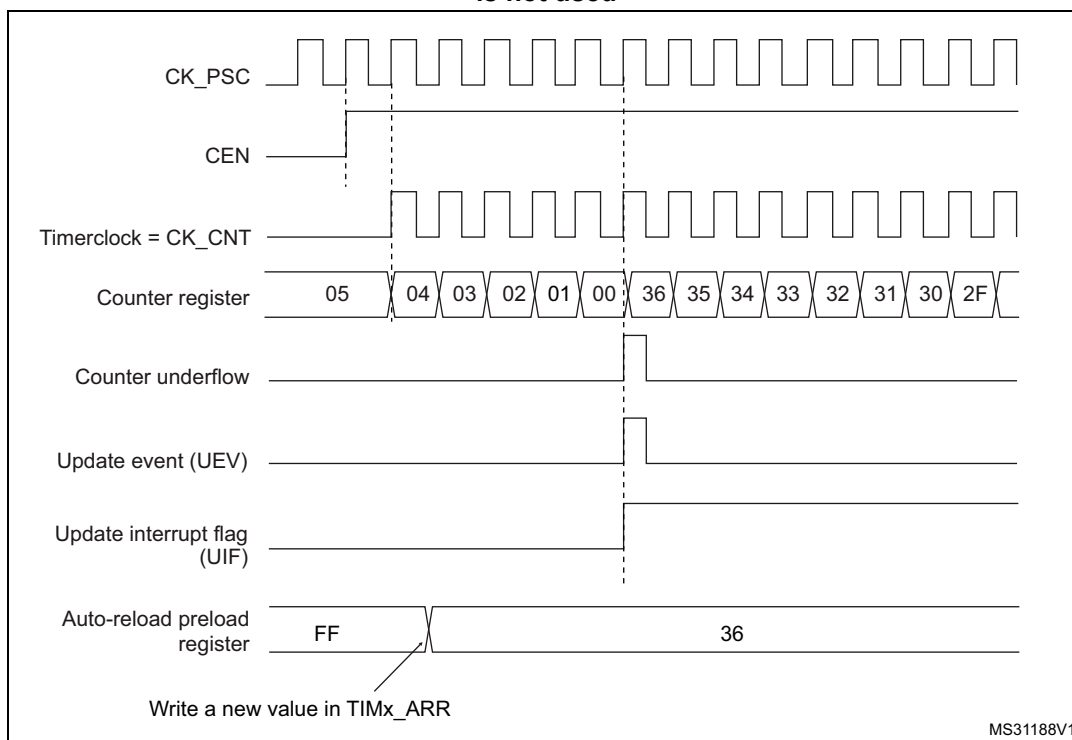 is not used
CK_PSC
CEN
Timerclock = CK_CNT
Counter register 05 04 03 02 01 00 36 35 34 33 32 31 30 2F
Counter underflow
Update event (UEV)
Update interrupt flag
(UIF)
Auto-reload preload
register
FF 36
Write a new value in TIMx_ARR
MS31188V1